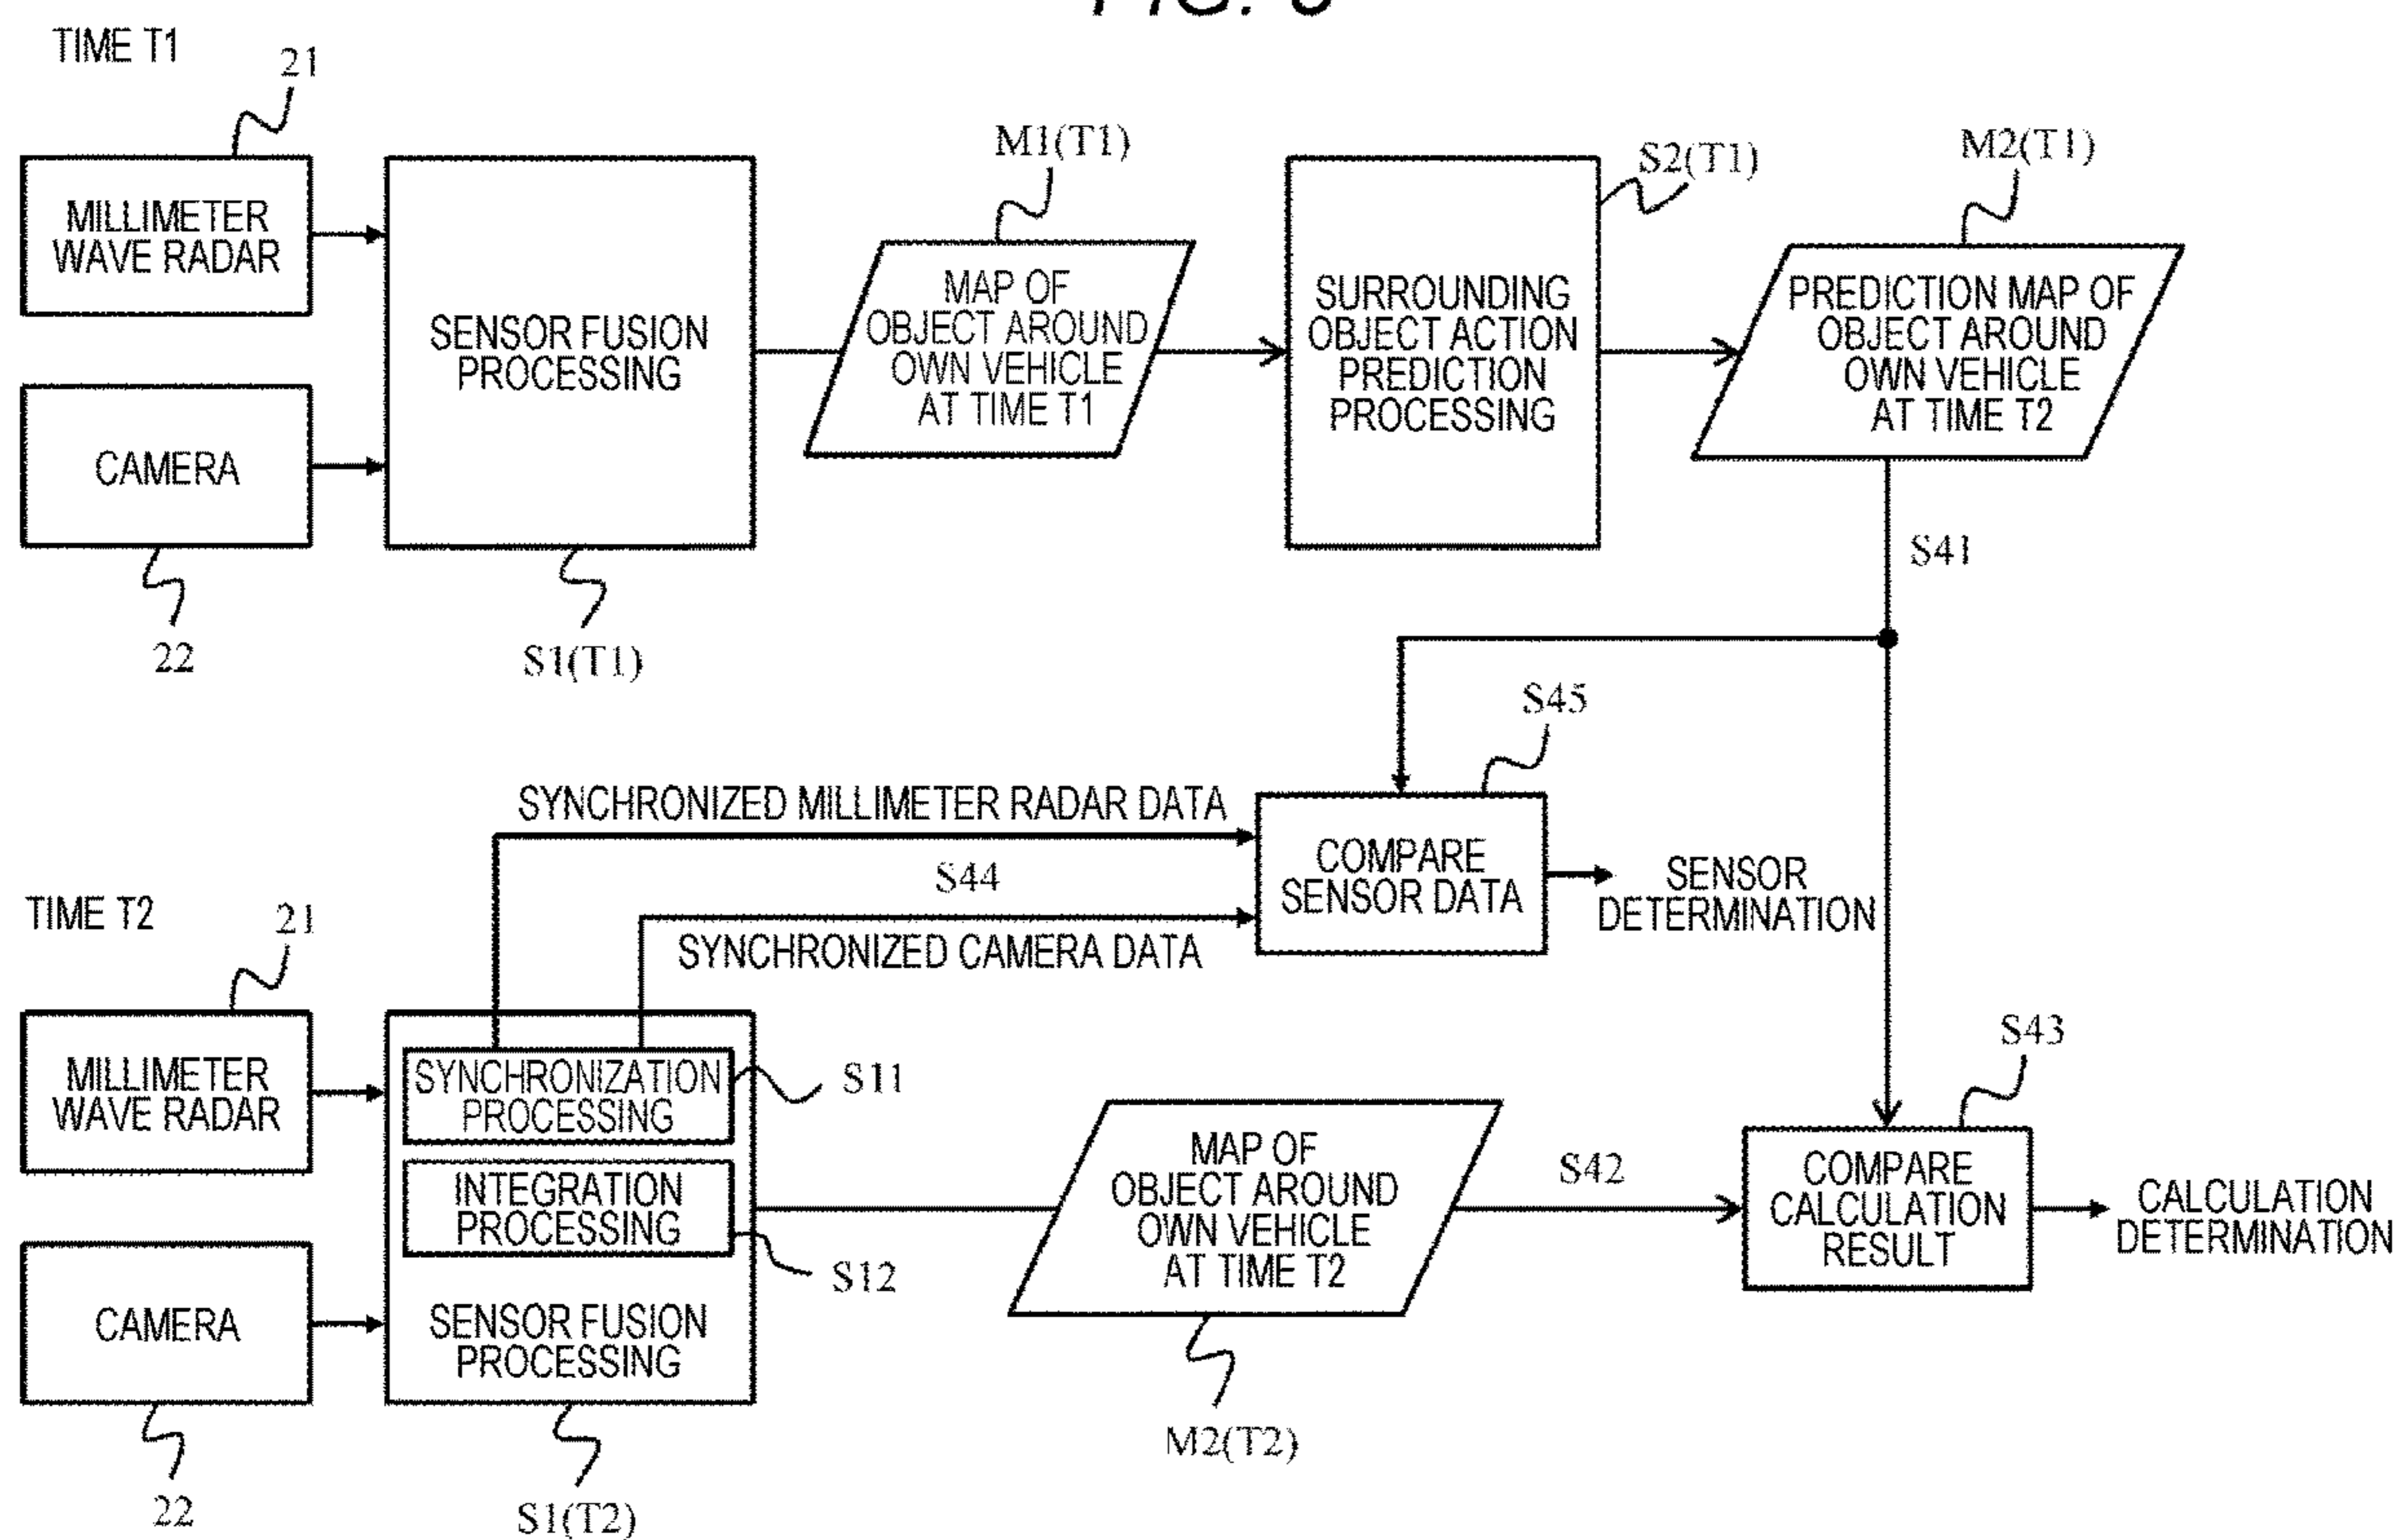 TIME T1
21
MILLIMETER
WAVE RADAR
CAMERA
22
SENSOR FUSION
PROCESSING
S1(T1)
M1(T1)
MAP OF
OBJECT AROUND
OWN VEHICLE
AT TIME T1
S2(T1)
SURROUNDING
OBJECT ACTION
PREDICTION
PROCESSING
M2(T1)
PREDICTION MAP OF
OBJECT AROUND
OWN VEHICLE
AT TIME T2
S41
S45
SYNCHRONIZED MILLIMETER RADAR DATA
S44
SYNCHRONIZED CAMERA DATA
COMPARE
SENSOR DATA
SENSOR
DETERMINATION
TIME T2
21
MILLIMETER
WAVE RADAR
CAMERA
22
SYNCHRONIZATION
PROCESSING
S11
INTEGRATION
PROCESSING
S12
SENSOR FUSION
PROCESSING
S1(T2)
MAP OF
OBJECT AROUND
OWN VEHICLE
AT TIME T2
M2(T2)
S42
S43
COMPARE
CALCULATION
RESULT
CALCULATION
DETERMINATION